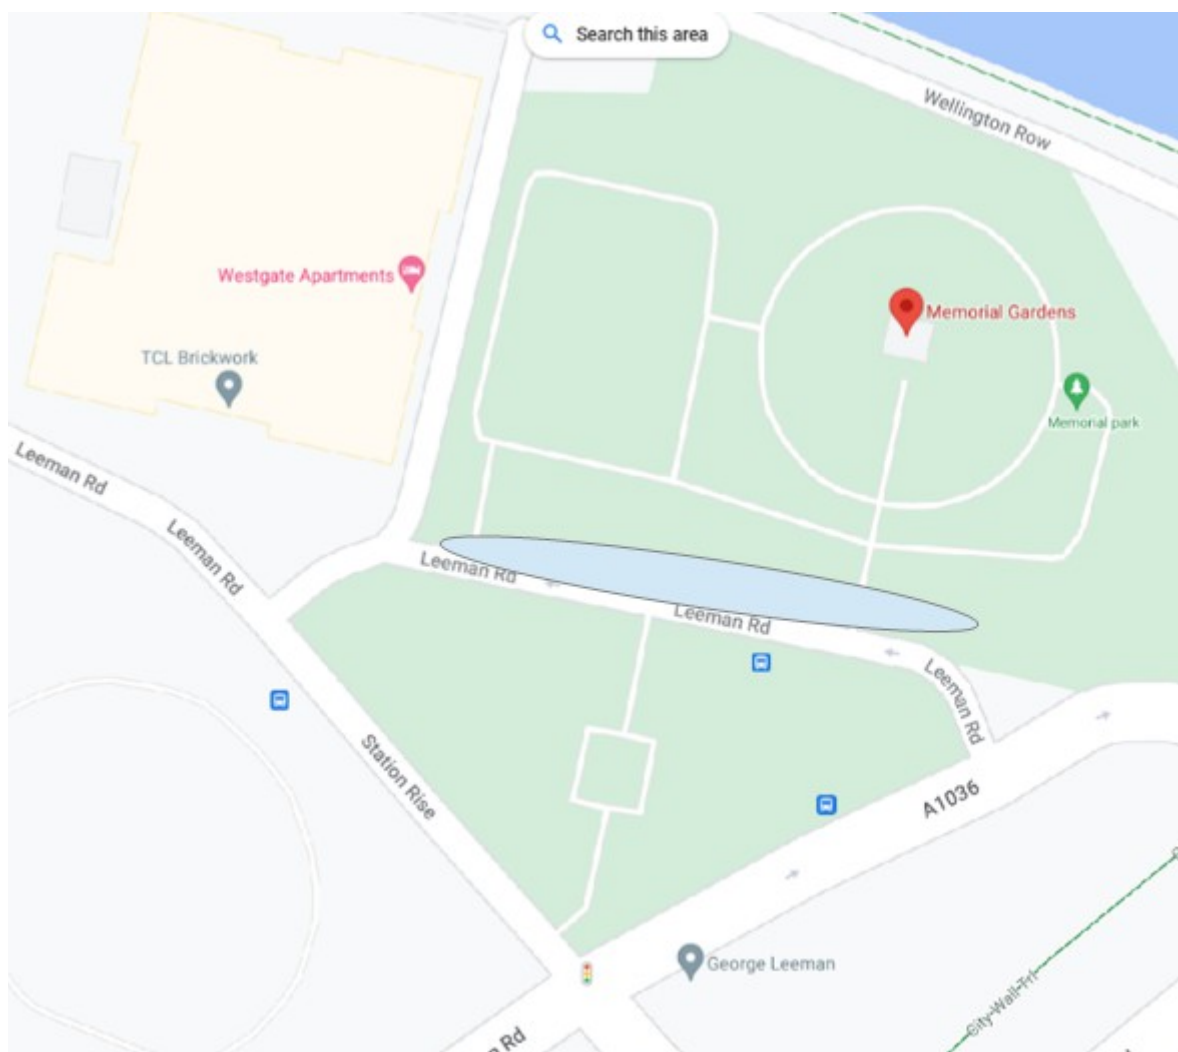 Search this area
Wellington Row
Westgate Apartments
Memorial Gardens
TCL Brickwork
Memorial park
Leeman Rd
Leeman Rd
Leeman Rd
Leeman Rd
Leeman Rd
Station Rise
A1036
George Leeman
City Wall Trl
Rd